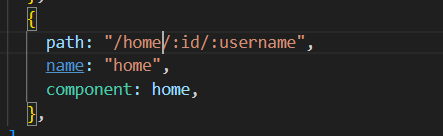 {
path: "/home/:id/:username",
name: "home",
component: home,
},